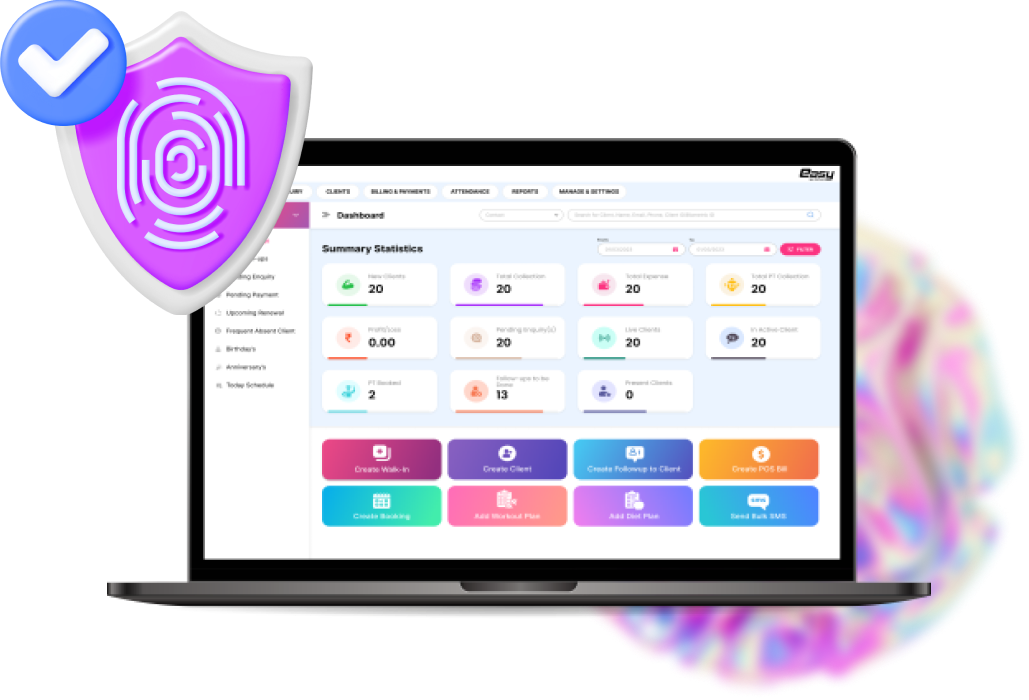 easy
CLIENTS
BILLING & PAYMENTS
ATTENDANCE
REPORTS
MANAGE & SETTINGS
Dashboard
Summary Statistics
From
To
FILTER
New Clients
20
Total Collection
20
Total Expense
20
Total PT Collection
20
Profit/Loss
0.00
Pending Enquiry(s)
20
Live Clients
20
In Active Client
20
PT Booked
2
Follow-ups to be
Done
13
Present Clients
0
Pending Payment
Upcoming Renewal
Frequent Absent Client
Birthday's
Anniversary's
Today Schedule
Create Walk-In
Create Client
Create Followup to Client
Create POS Bill
Create Booking
Add Workout Plan
Add Diet Plan
Send Bulk SMS